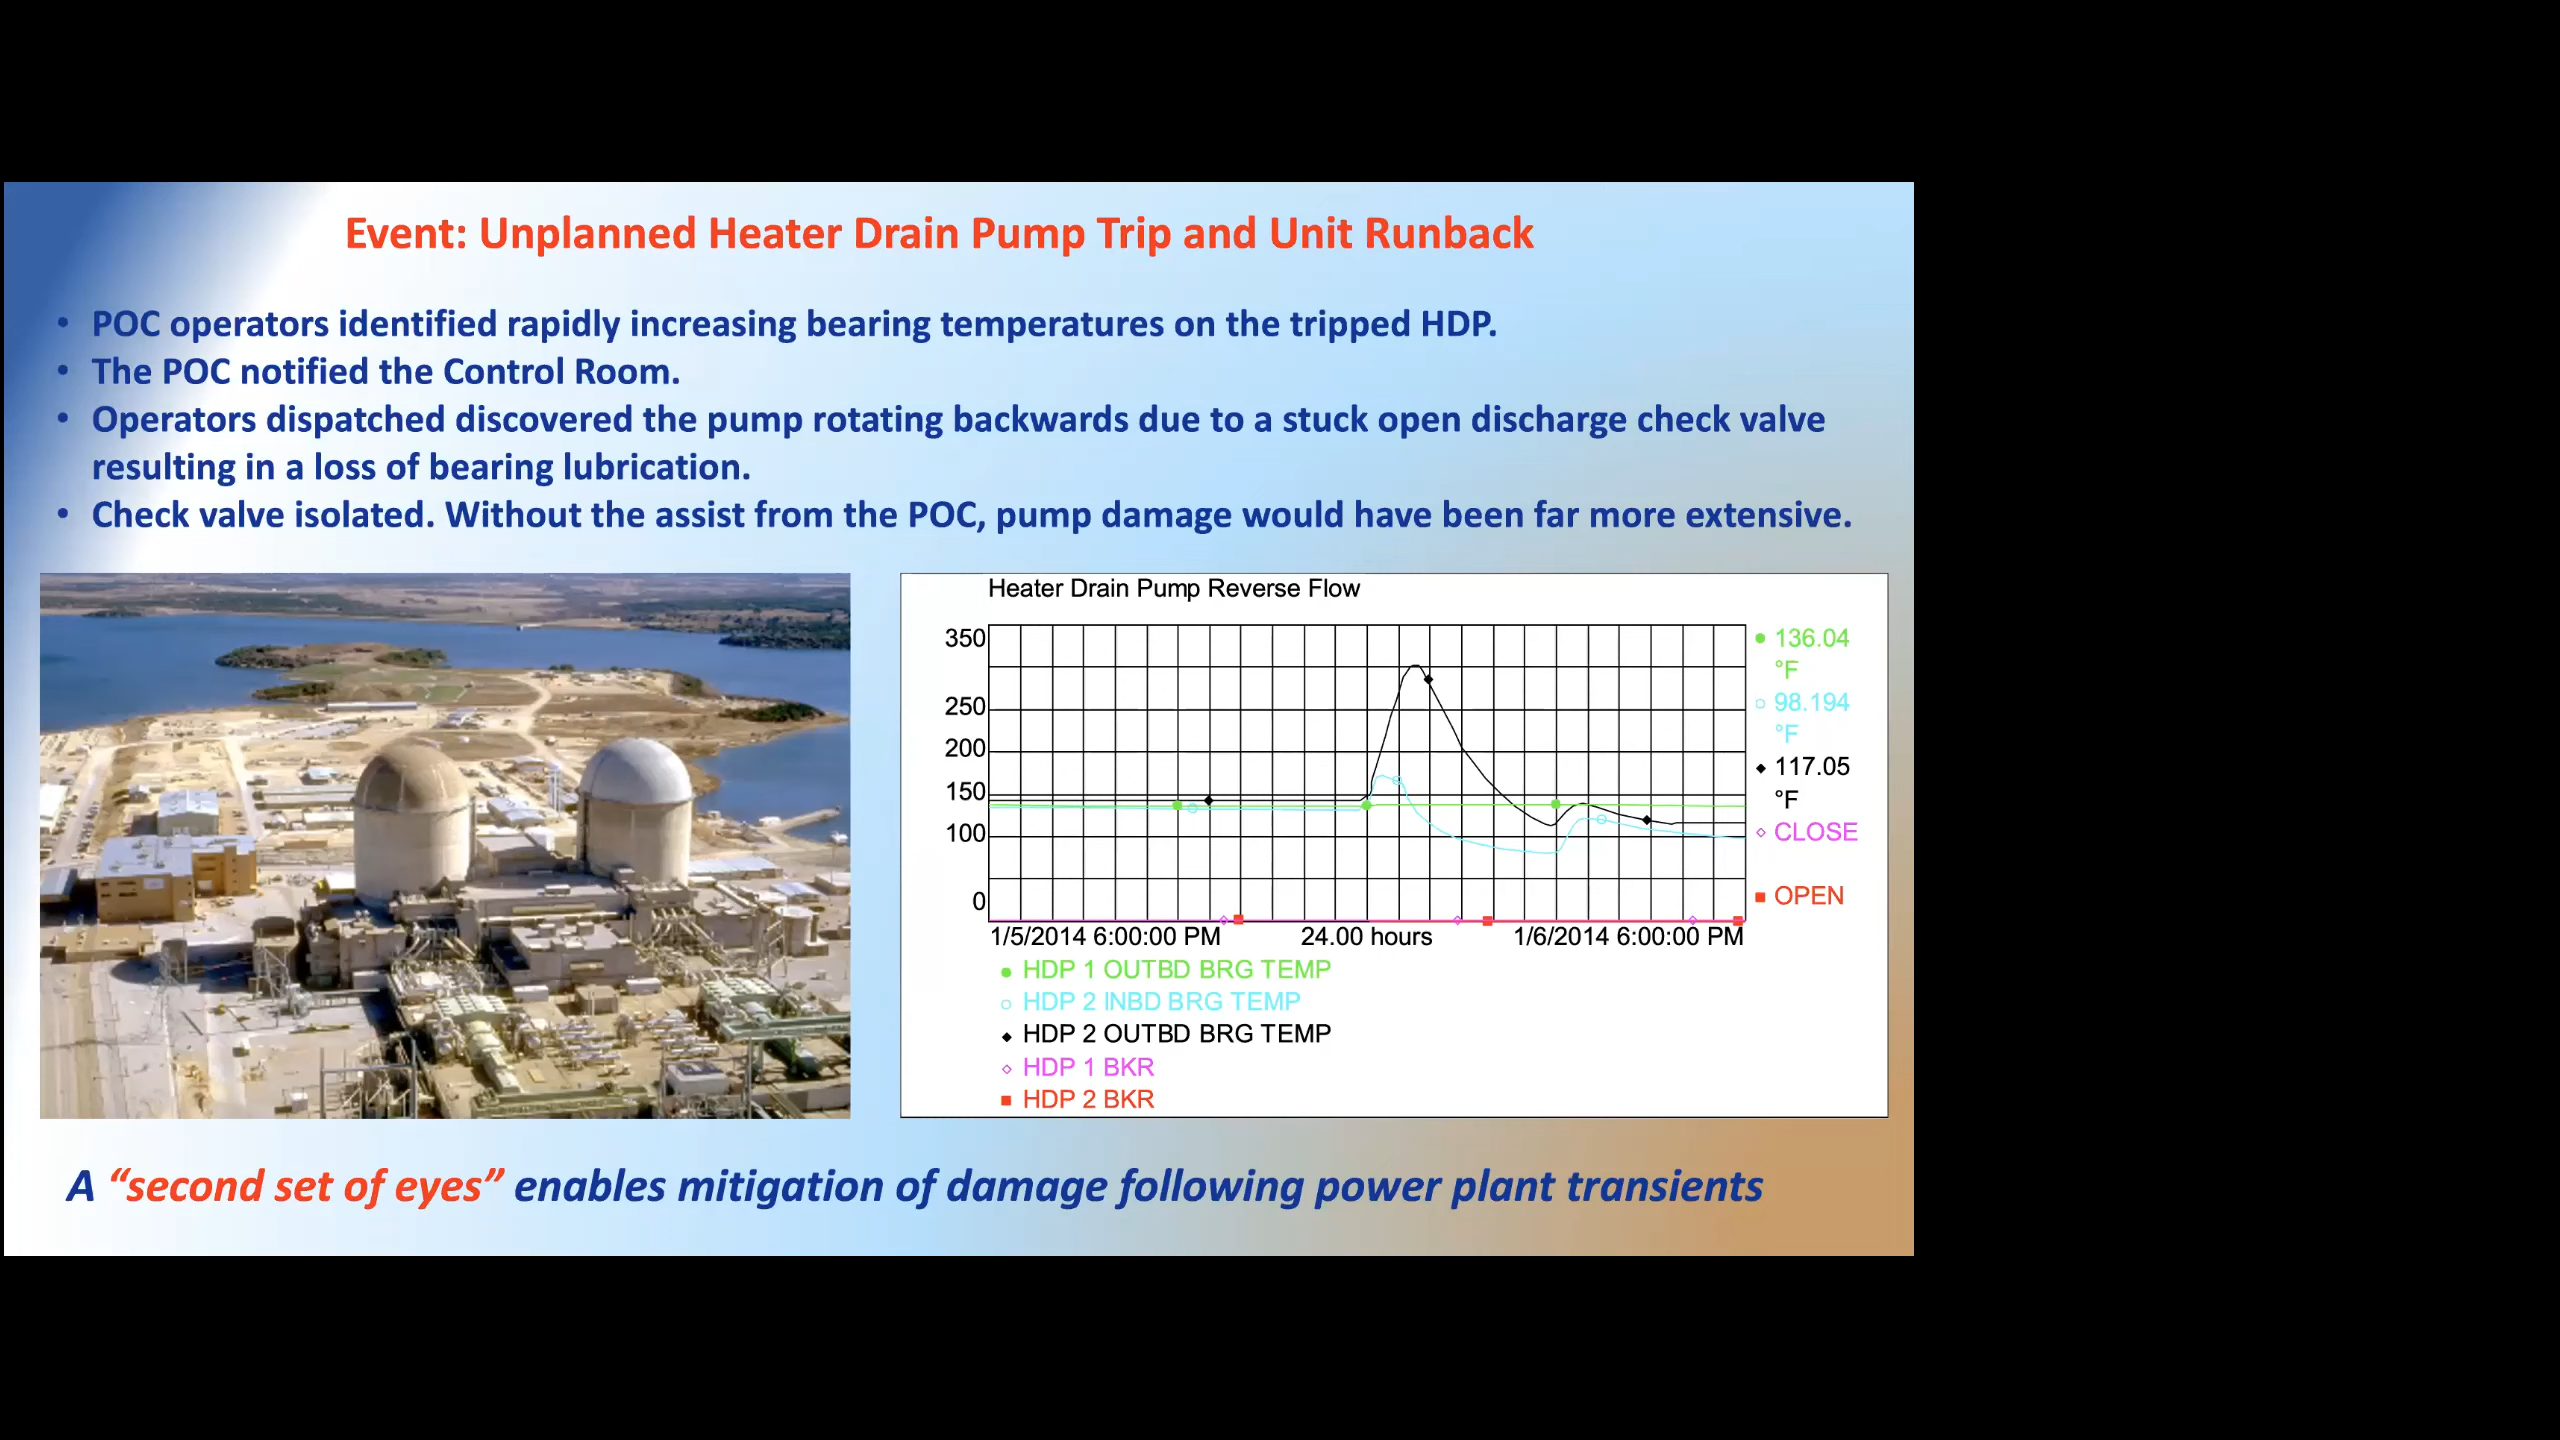 Event: Unplanned Heater Drain Pump Trip and Unit Runback
• POC operators identified rapidly increasing bearing temperatures on the tripped HDP.
• The POC notified the Control Room.
• Operators dispatched discovered the pump rotating backwards due to a stuck open discharge check valve
resulting in a loss of bearing lubrication.
• Check valve isolated. Without the assist from the POC, pump damage would have been far more extensive.
Heater Drain Pump Reverse Flow
350
250
200
150
100
0
136.04
°F
98.194
°F
117.05
°F
CLOSE
OPEN
1/5/2014 6:00:00 PM 24.00 hours 1/6/2014 6:00:00 PM
HDP 1 OUTBD BRG TEMP
HDP 2 INBD BRG TEMP
HDP 2 OUTBD BRG TEMP
HDP 1 BKR
HDP 2 BKR
A “second set of eyes” enables mitigation of damage following power plant transients